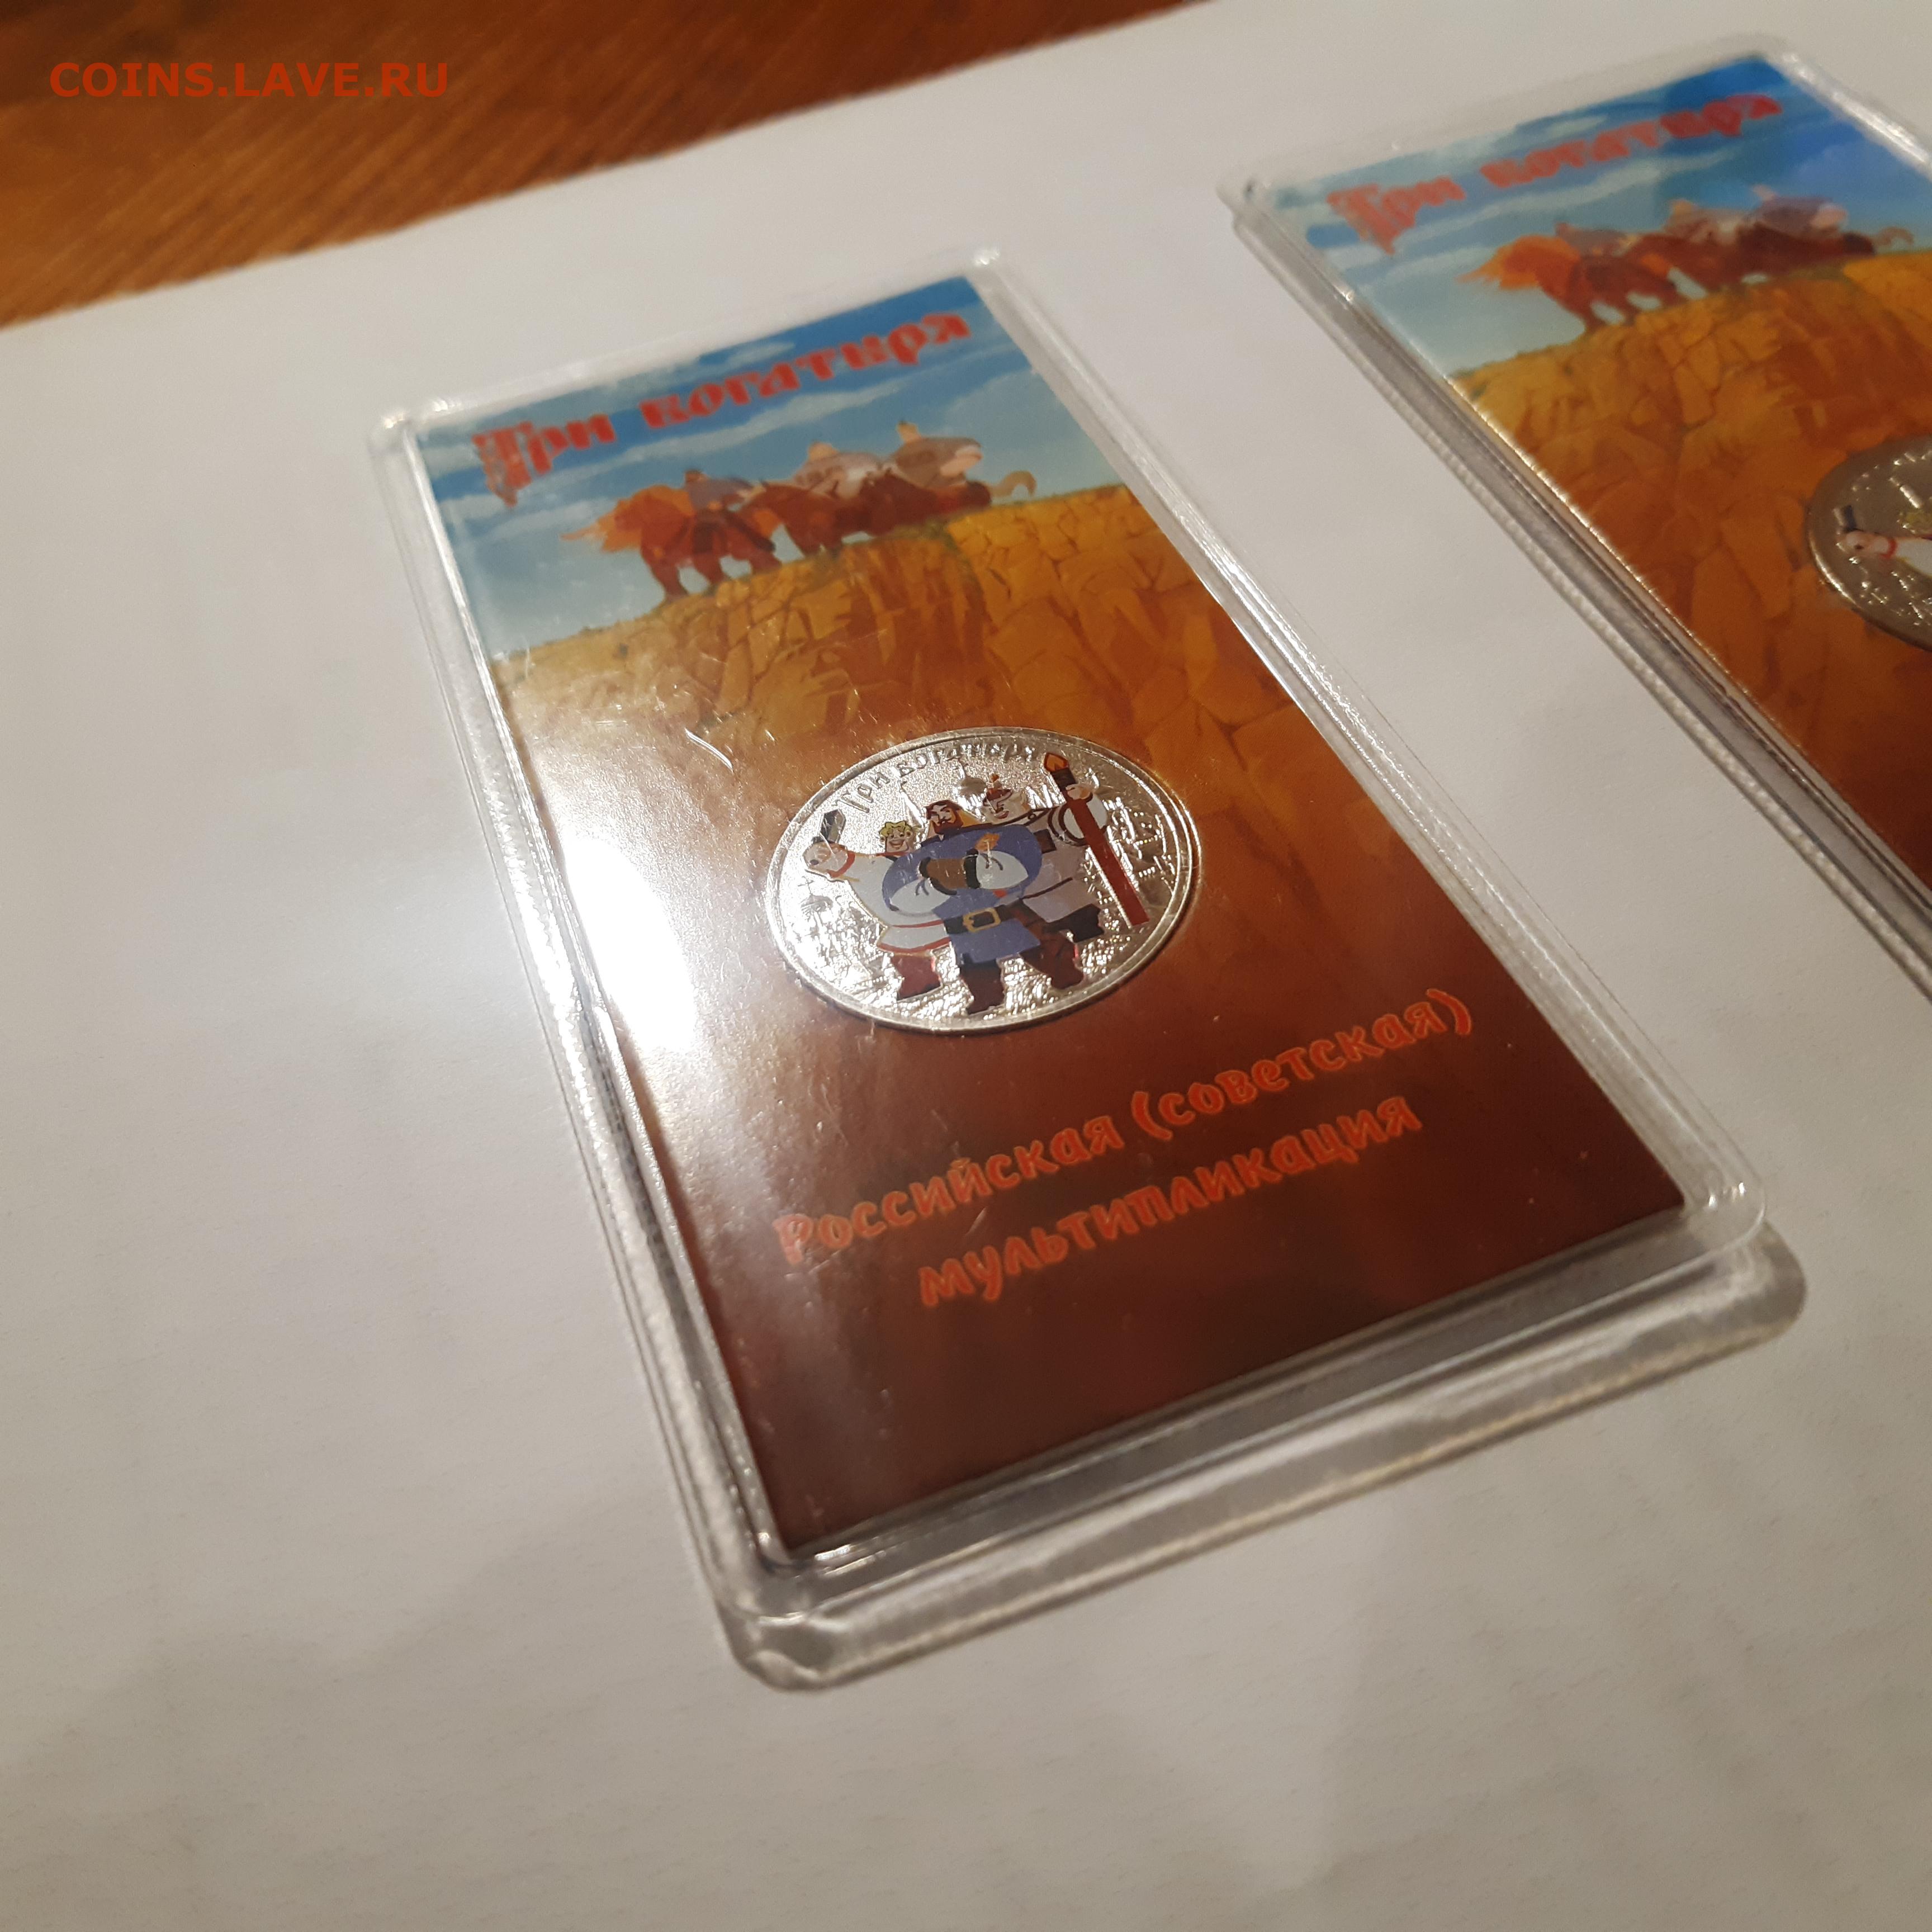 COINS.LAVE.RU
Три богатыря
Три богатыря
Три богатыря
Российская (советская)
мультипликация